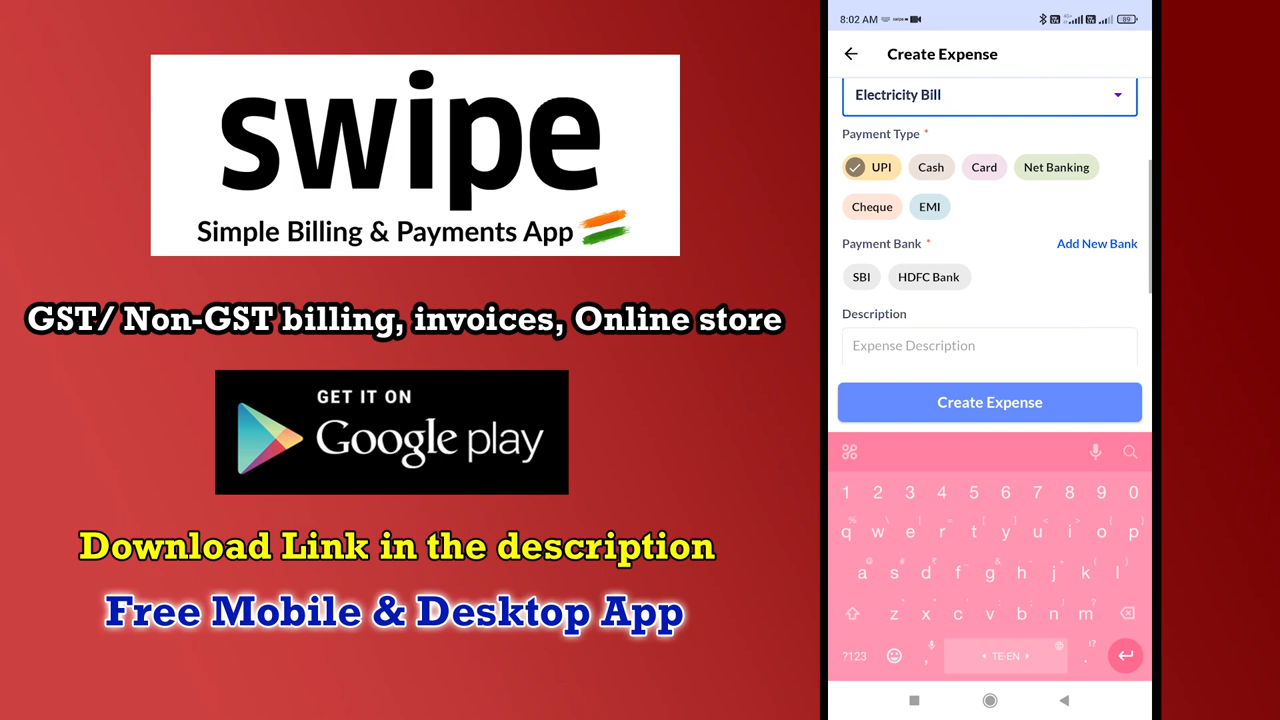 swipe
Simple Billing & Payments App
GST/ Non-GST billing, invoices, Online store
GET IT ON
Google play
Download Link in the description
Free Mobile & Desktop App
8:02 AM
89
Create Expense
Electricity Bill
Payment Type *
UPI Cash Card Net Banking
Cheque EMI
Payment Bank * Add New Bank
SBI HDFC Bank
Description
Expense Description
Create Expense
1 2 3 4 5 6 7 8 9 0
q w e r t y u i o p
a s d f g h j k l
z x c v b n m
?123 , TE·EN .